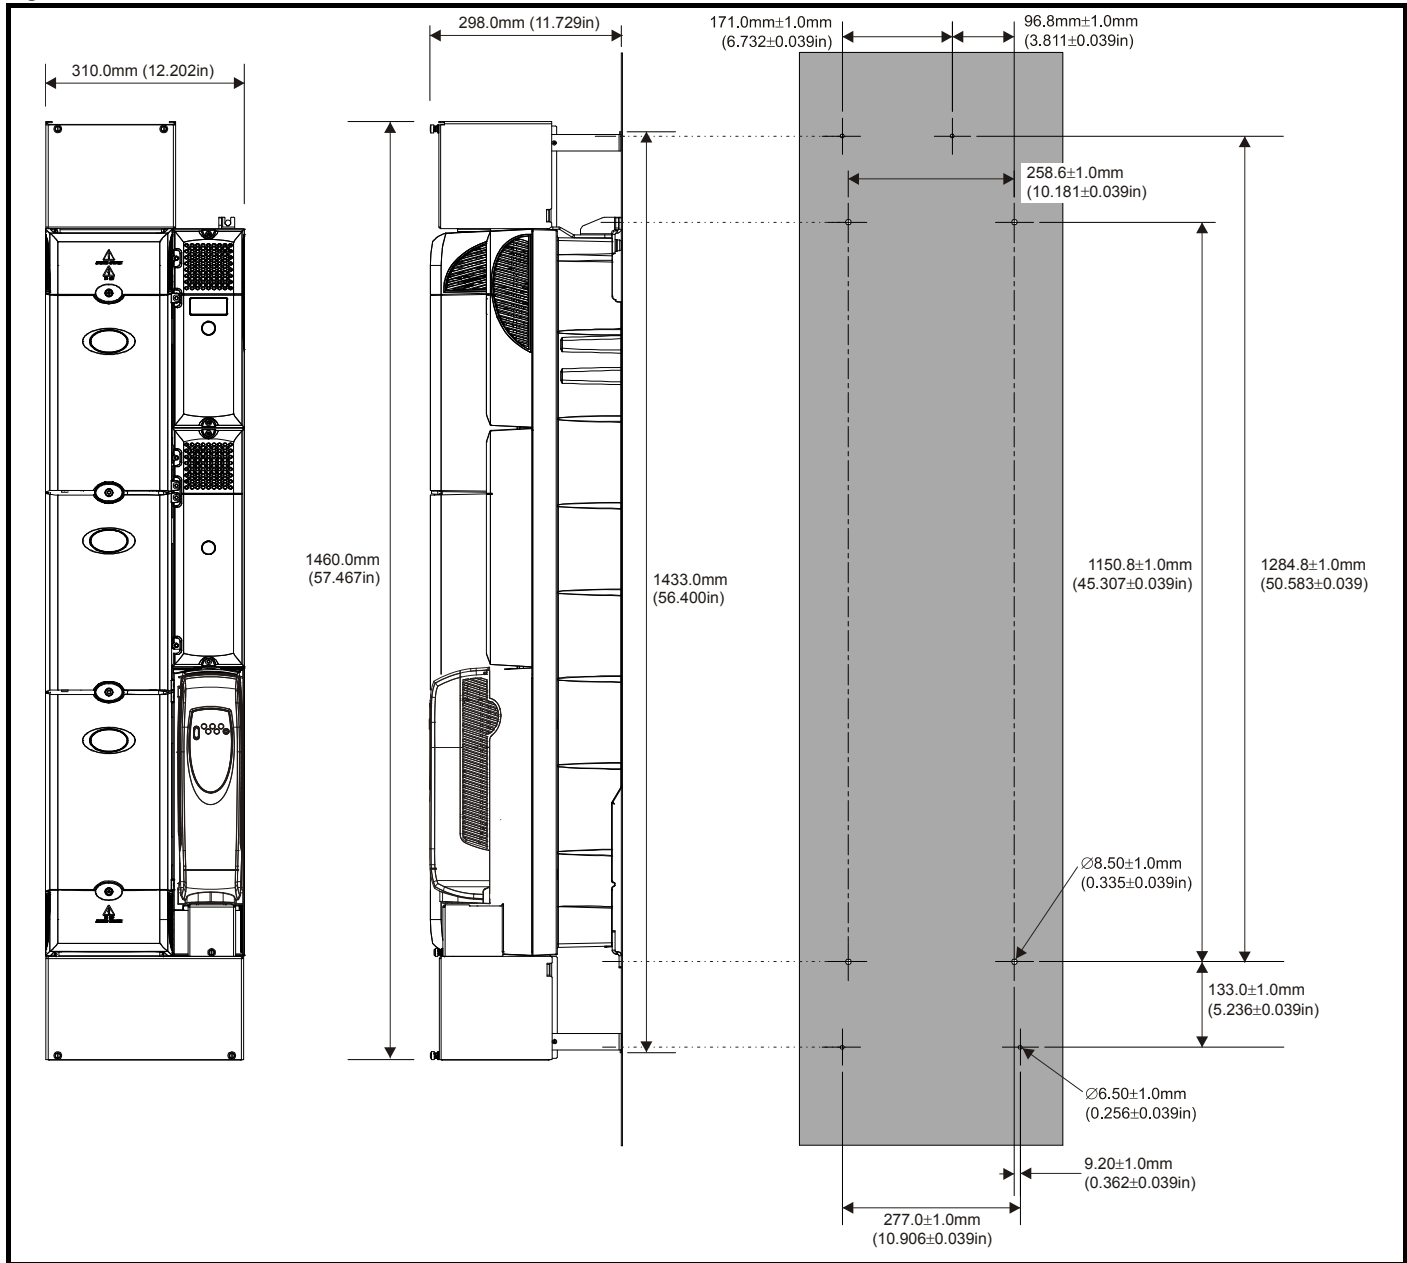 298.0mm (11.729in)
171.0mm±1.0mm
(6.732±0.039in)
96.8mm±1.0mm
(3.811±0.039in)
310.0mm (12.202in)
258.6±1.0mm
(10.181±0.039in)
1460.0mm
(57.467in)
1433.0mm
(56.400in)
1150.8±1.0mm
(45.307±0.039in)
1284.8±1.0mm
(50.583±0.039)
∅8.50±1.0mm
(0.335±0.039in)
133.0±1.0mm
(5.236±0.039in)
∅6.50±1.0mm
(0.256±0.039in)
9.20±1.0mm
(0.362±0.039in)
277.0±1.0mm
(10.906±0.039in)